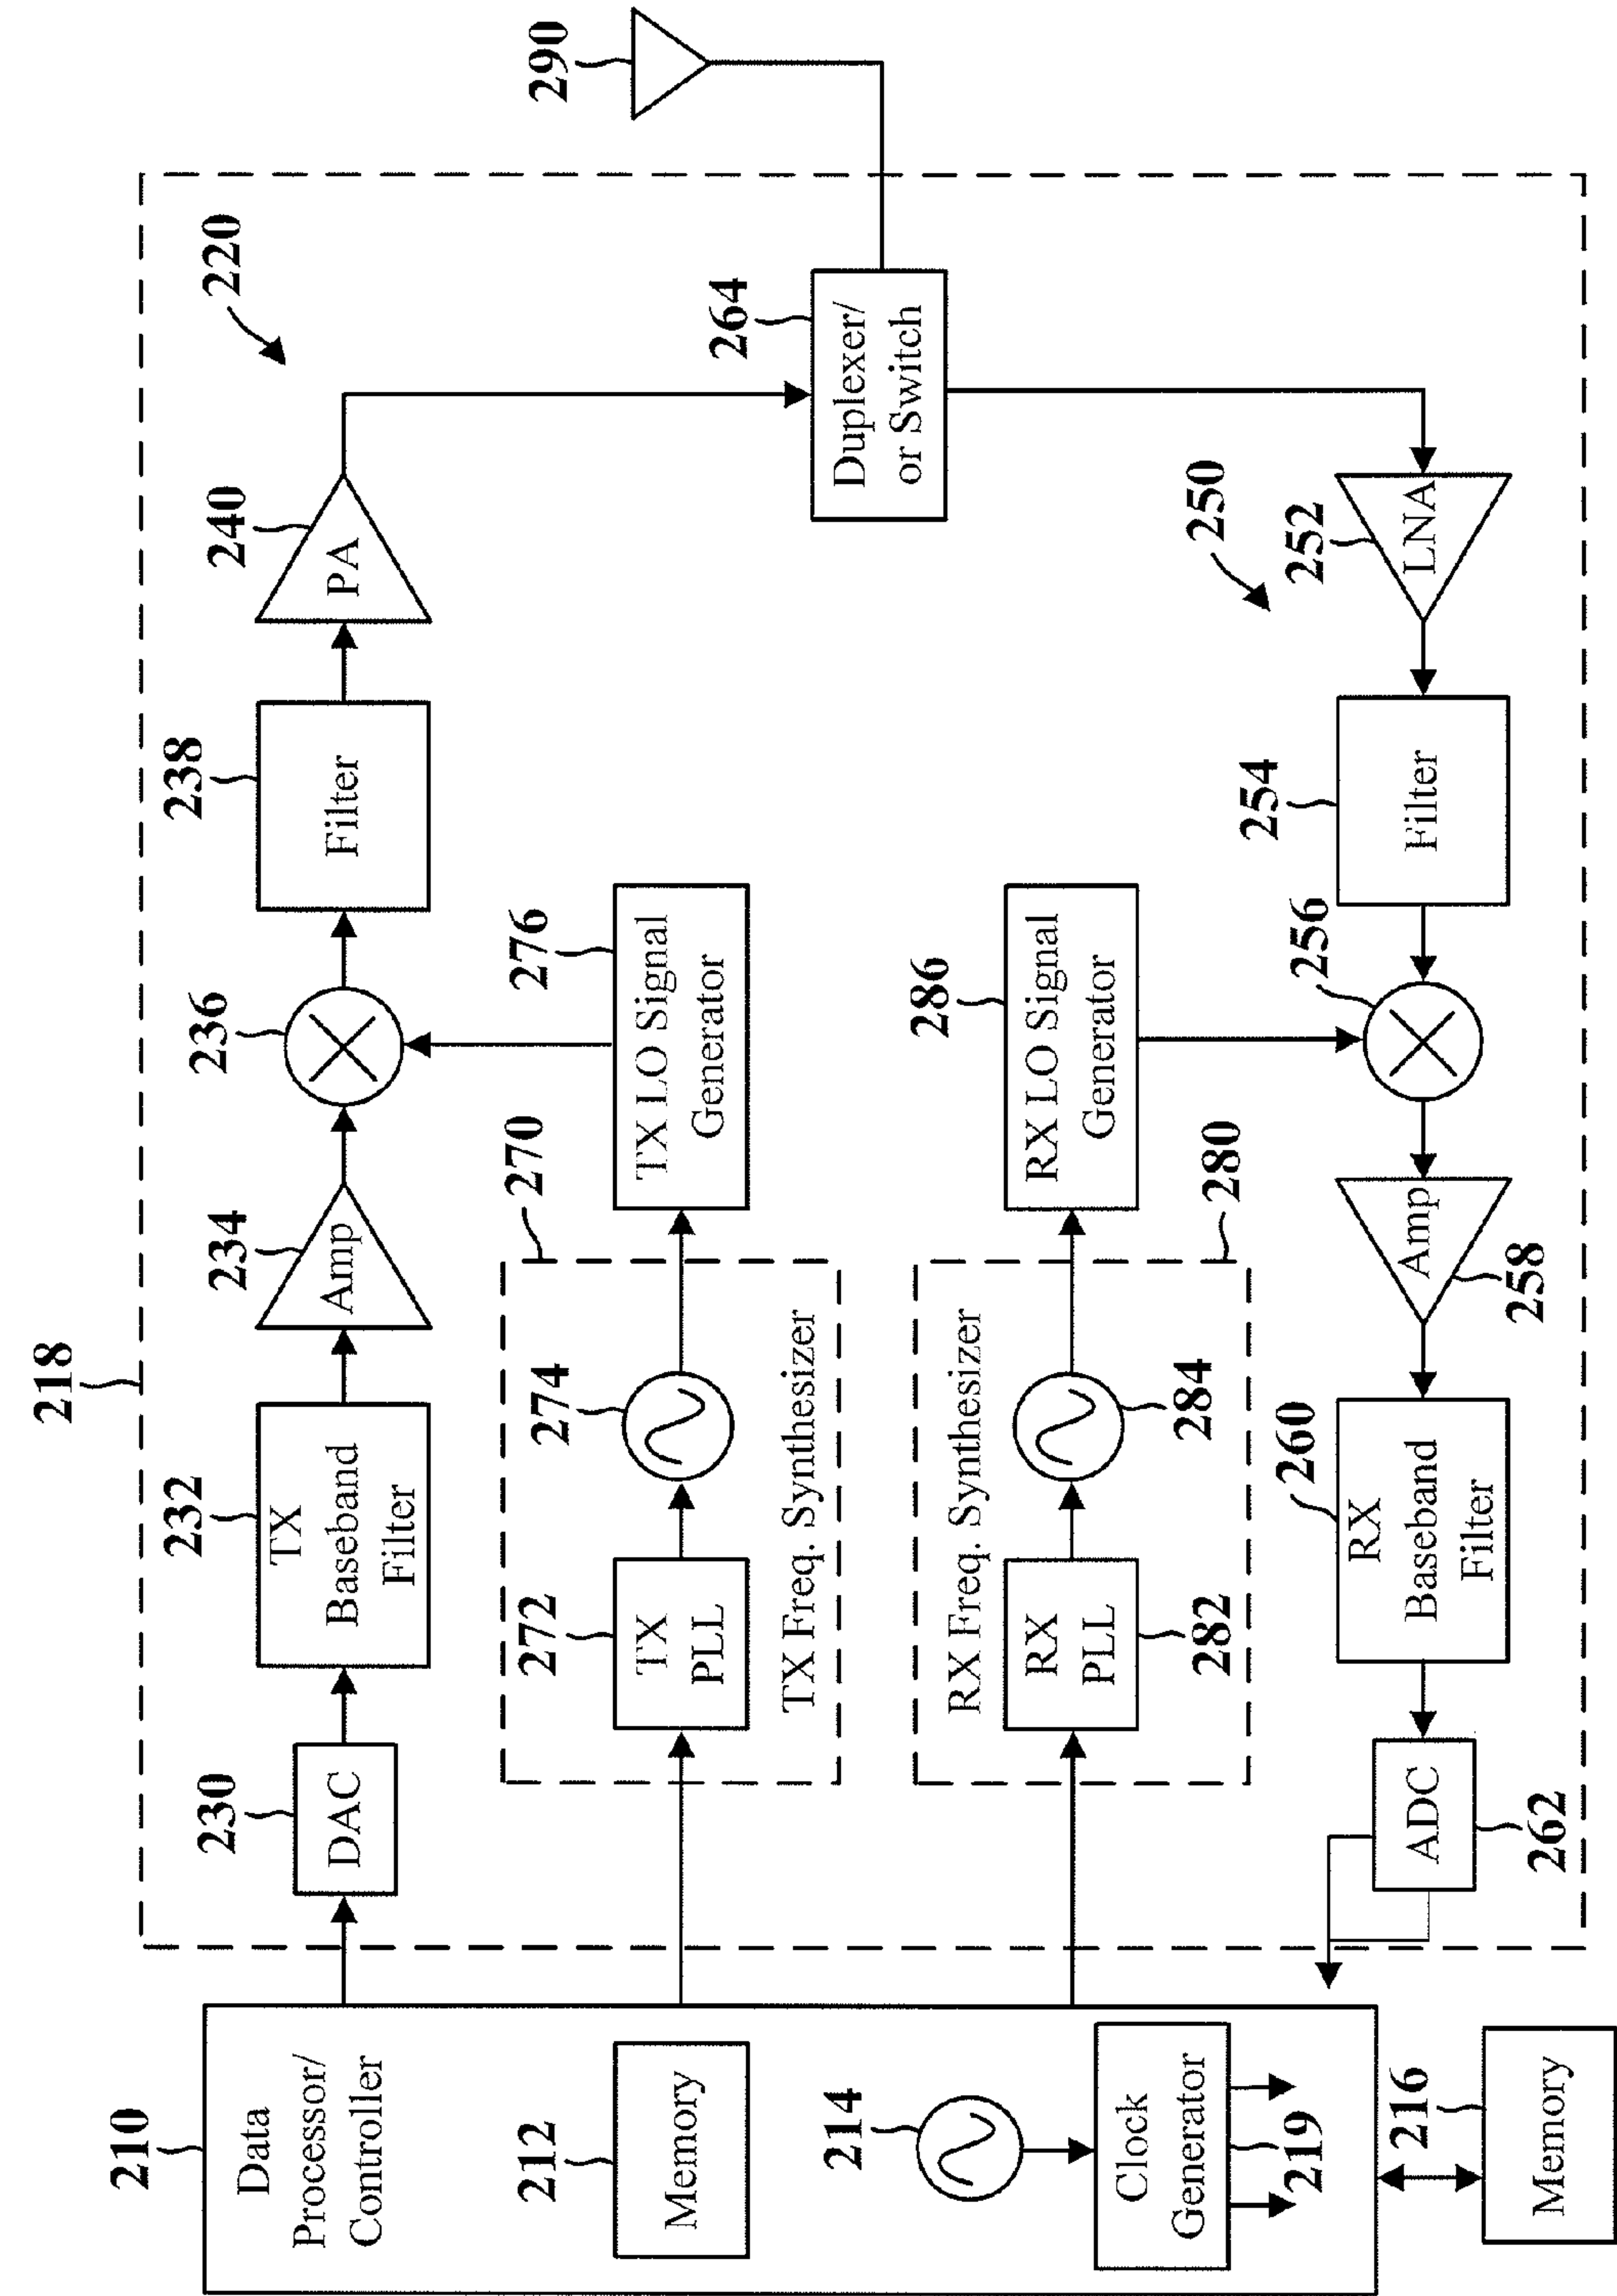 218
220
210
Data
Processor/
Controller
230
DAC
232
TX
Baseband
Filter
234
Amp
236
238
Filter
240
PA
290
212
Memory
270
272
TX
PLL
274
TX Freq. Synthesizer
276
TX LO Signal
Generator
264
Duplexer/
or Switch
214
Clock
Generator
219
RX Freq. Synthesizer
RX
PLL
282
284
280
286
RX LO Signal
Generator
250
216
Memory
ADC
262
260
RX
Baseband
Filter
Amp
258
256
254
Filter
252
LNA